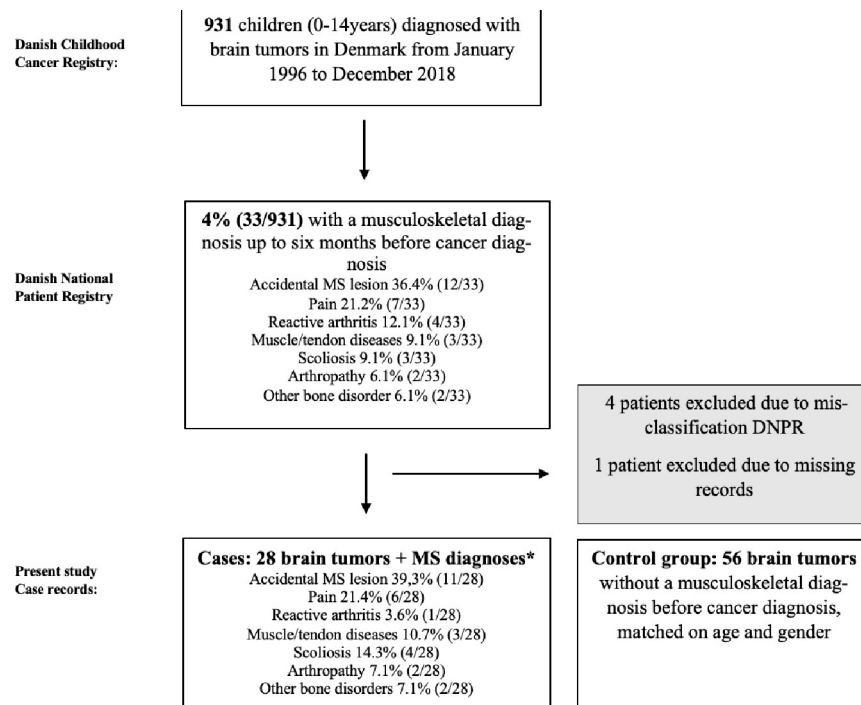 Danish Childhood
Cancer Registry:
931 children (0-14years) diagnosed with
brain tumors in Denmark from January
1996 to December 2018
Danish National
Patient Registry
4% (33/931) with a musculoskeletal diag-
nosis up to six months before cancer diag-
nosis
Accidental MS lesion 36.4% (12/33)
Pain 21.2% (7/33)
Reactive arthritis 12.1% (4/33)
Muscle/tendon diseases 9.1% (3/33)
Scoliosis 9.1% (3/33)
Arthropathy 6.1% (2/33)
Other bone disorder 6.1% (2/33)
4 patients excluded due to mis-
classification DNPR
1 patient excluded due to missing
records
Present study
Case records:
Cases: 28 brain tumors + MS diagnoses*
Accidental MS lesion 39,3% (11/28)
Pain 21.4% (6/28)
Reactive arthritis 3.6% (1/28)
Muscle/tendon diseases 10.7% (3/28)
Scoliosis 14.3% (4/28)
Arthropathy 7.1% (2/28)
Other bone disorders 7.1% (2/28)
Control group: 56 brain tumors
without a musculoskeletal diag-
nosis before cancer diagnosis,
matched on age and gender